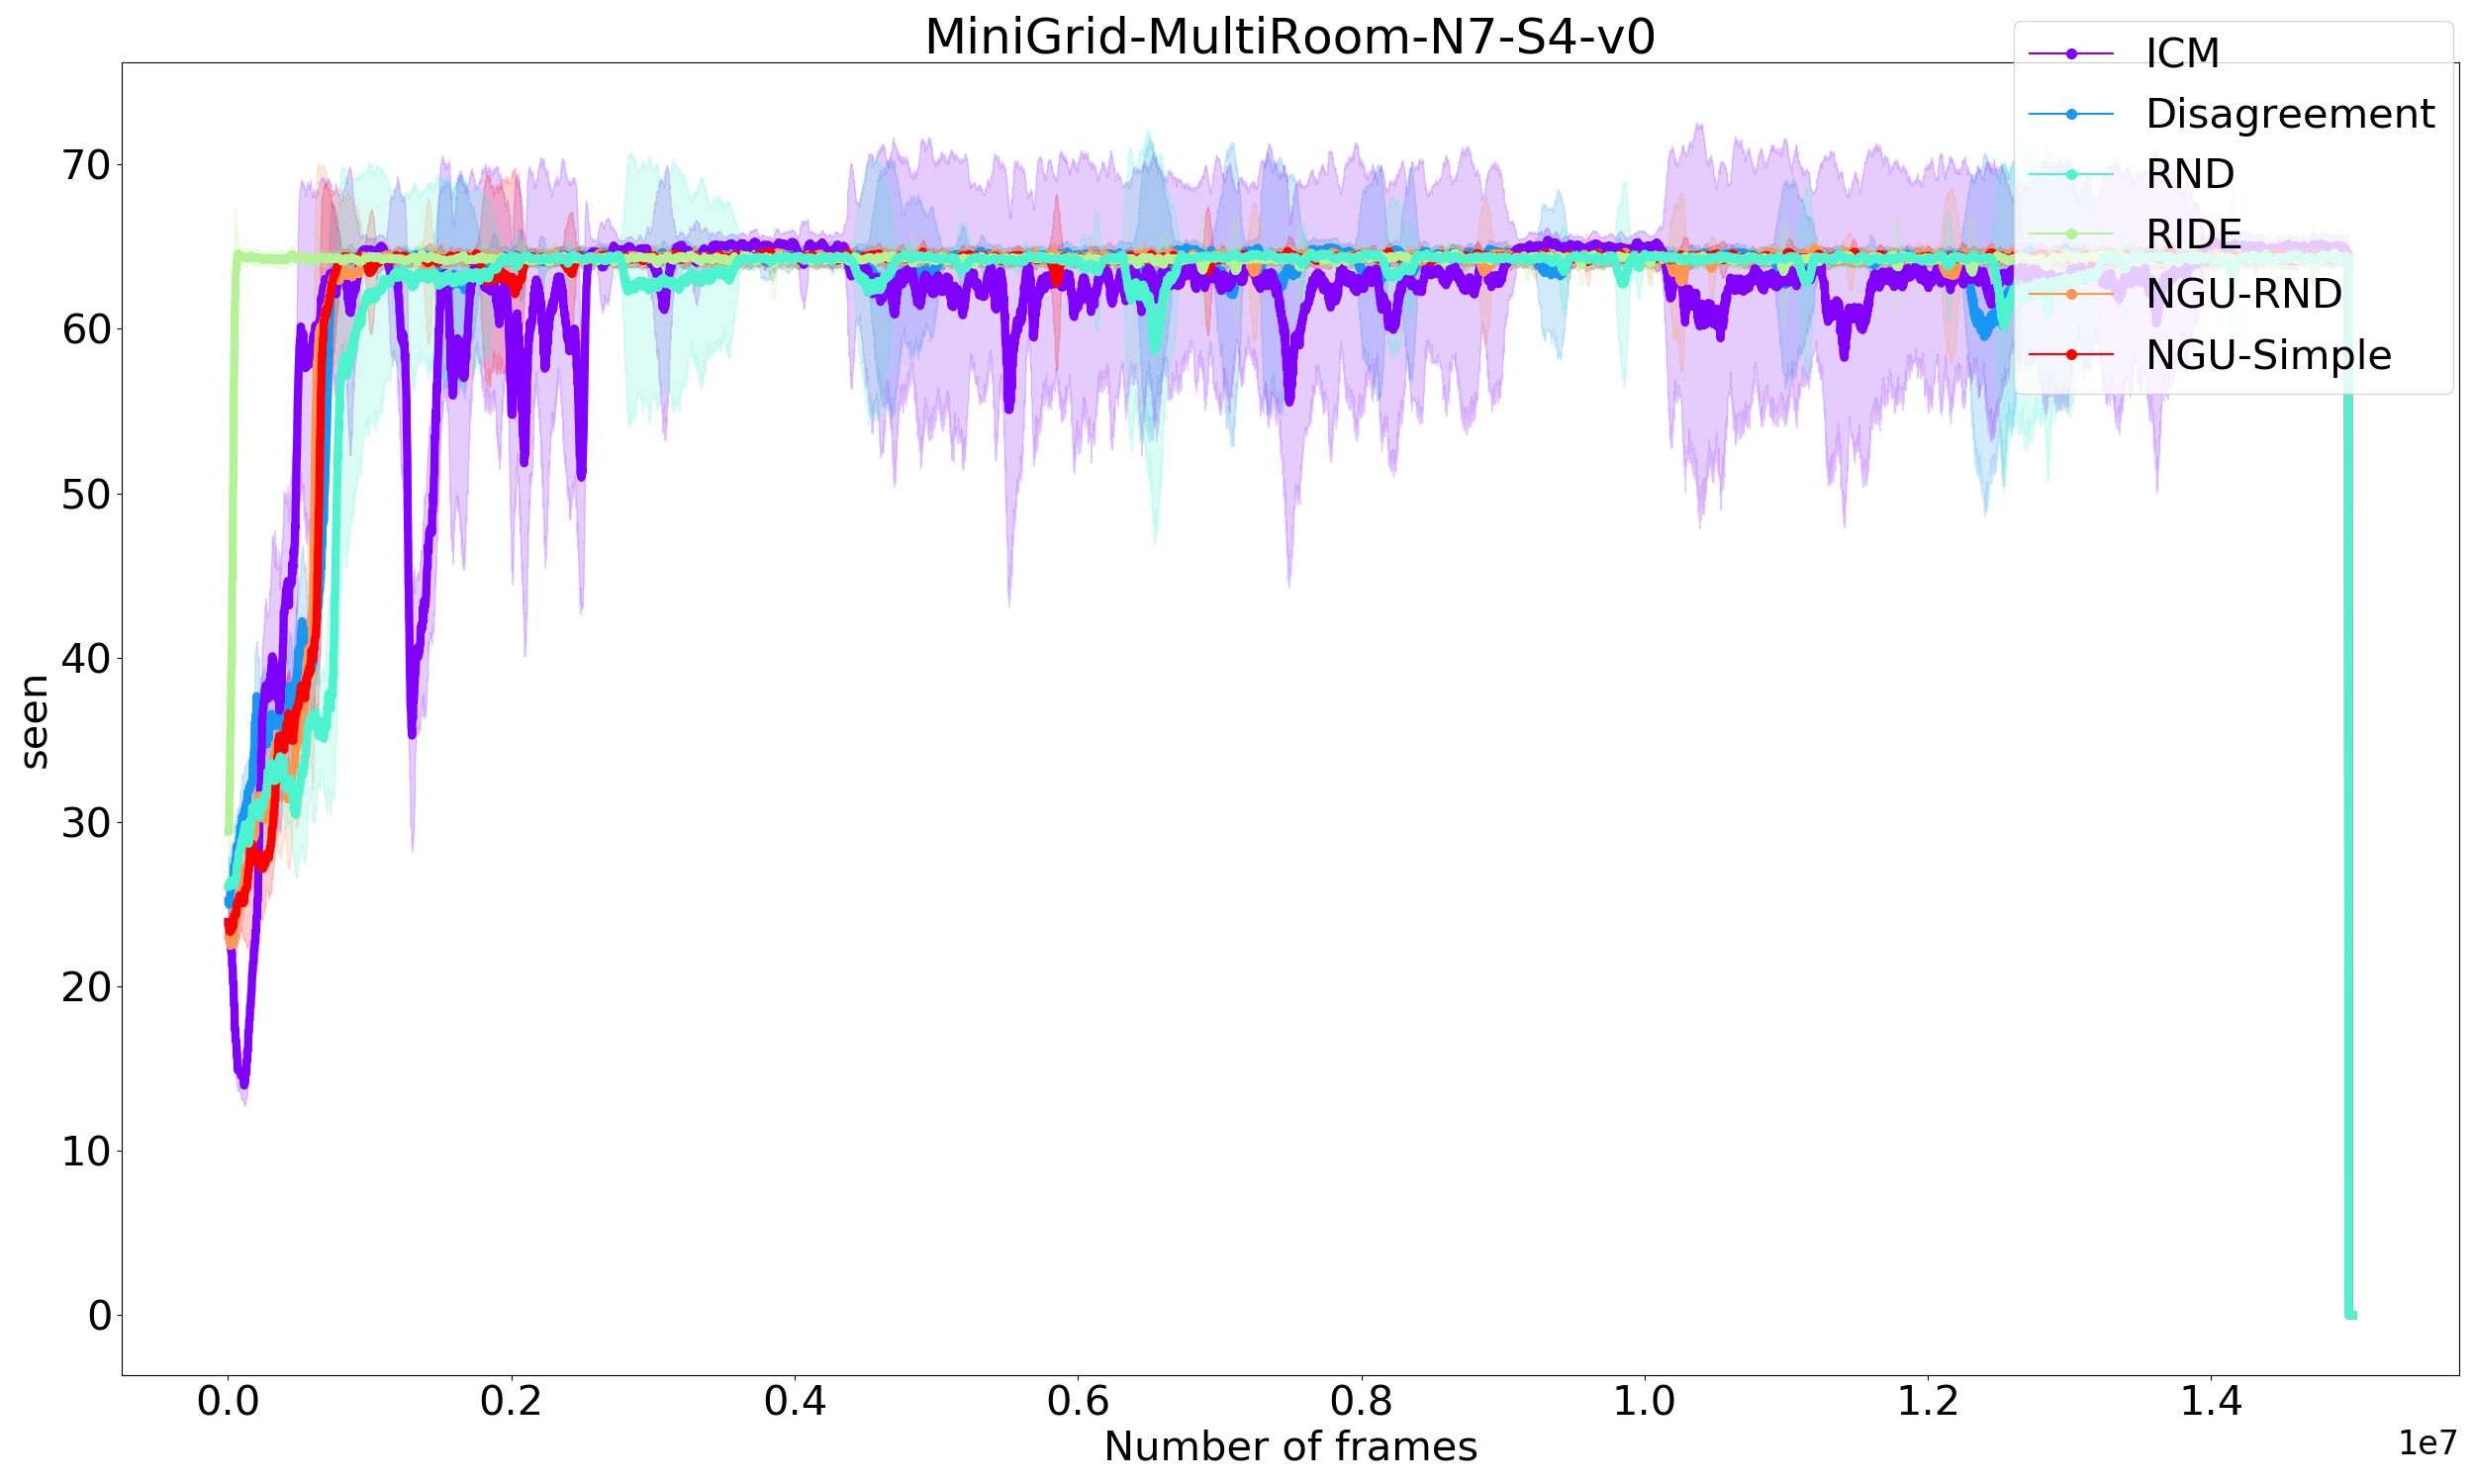 MiniGrid-MultiRoom-N7-S4-v0
ICM
Disagreement
RND
RIDE
NGU-RND
NGU-Simple
seen
70
60
50
40
30
20
10
0
0.0 0.2 0.4 0.6 0.8 1.0 1.2 1.4
Number of frames
1e7